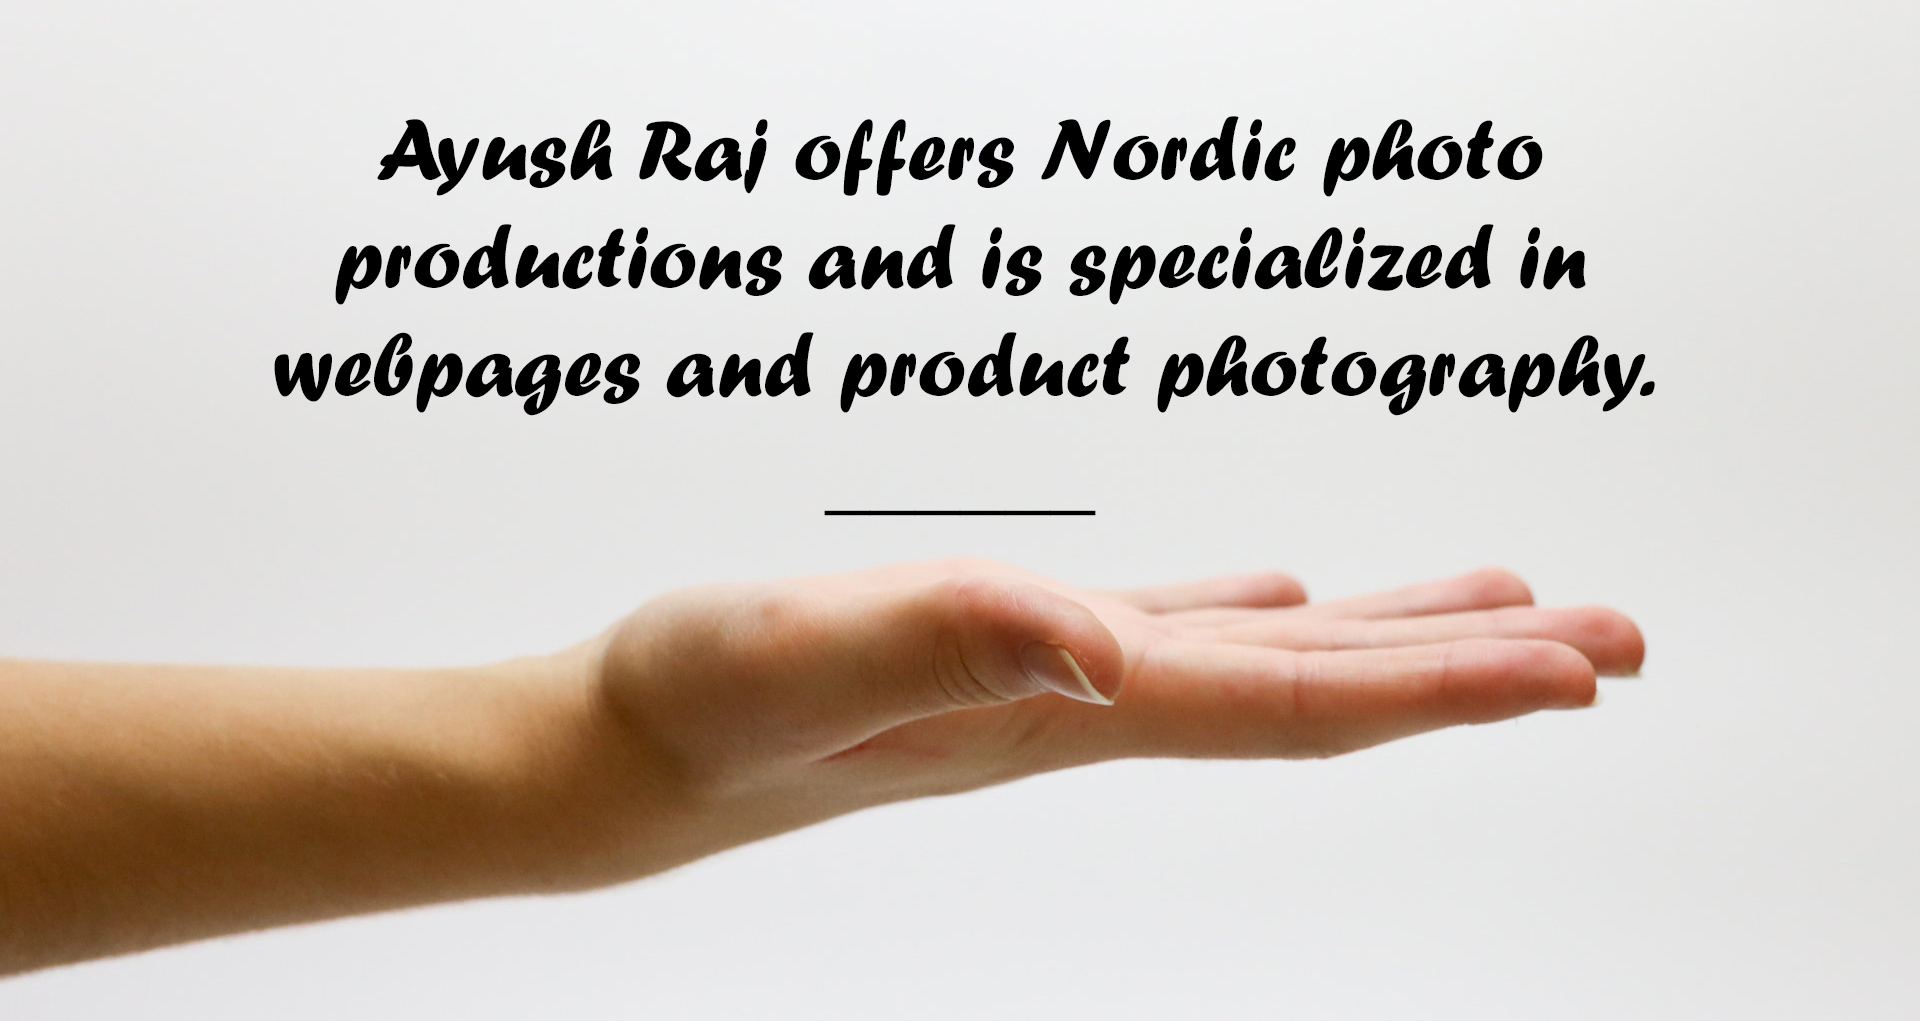 Ayush Raj offers Nordic photo
productions and is specialized in
webpages and product photography.